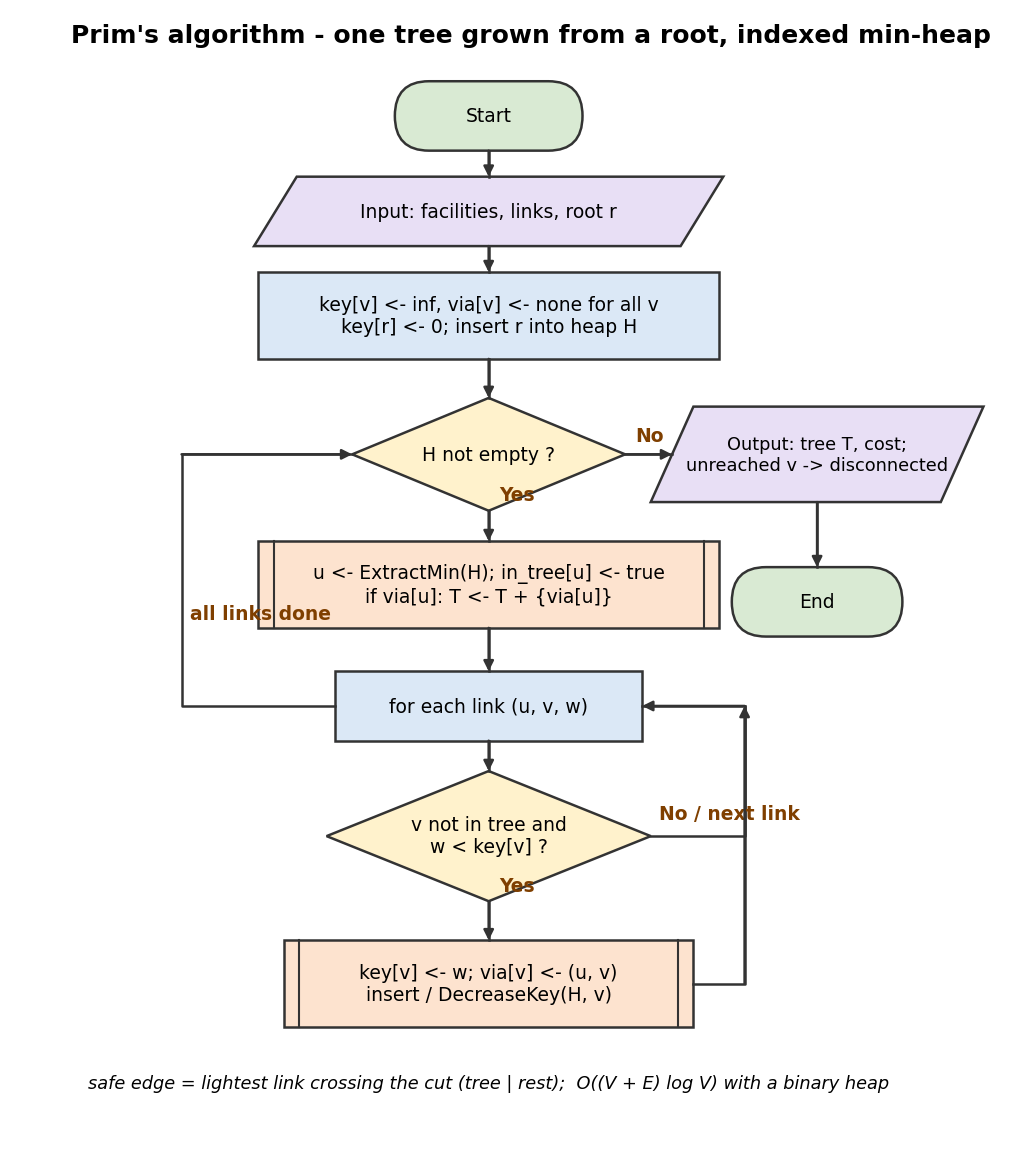 Prim's algorithm - one tree grown from a root, indexed min-heap
Start
Input: facilities, links, root r
key[v] <- inf, via[v] <- none for all v
key[r] <- 0; insert r into heap H
H not empty ?
No
Output: tree T, cost;
unreached v -> disconnected
Yes
u <- ExtractMin(H); in_tree[u] <- true
if via[u]: T <- T + {via[u]}
End
all links done
for each link (u, v, w)
No / next link
v not in tree and
w < key[v] ?
Yes
key[v] <- w; via[v] <- (u, v)
insert / DecreaseKey(H, v)
safe edge = lightest link crossing the cut (tree | rest);  O((V + E) log V) with a binary heap